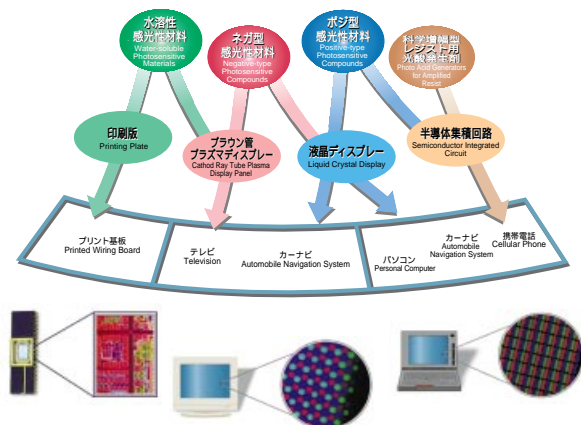 水溶性
感光性材料
Water-soluble
Photosensitive
Materials
ネガ型
感光性材料
Negative-type
Photosensitive
Compounds
ポジ型
感光性材料
Positive-type
Photosensitive
Compounds
科学増幅型
レジスト用
光酸発生剤
Photo Acid Generators
for Amplified
Resist
印刷版
Printing Plate
ブラウン管
プラズマディスプレー
Cathod Ray Tube Plasma
Display Panel
液晶ディスプレー
Liquid Crystal Display
半導体集積回路
Semiconductor Integrated
Circuit
プリント基板
Printed Wiring Board
テレビ
Television
カーナビ
Automobile Navigation System
パソコン
Personal Computer
カーナビ
Automobile
Navigation System
携帯電話
Cellular Phone